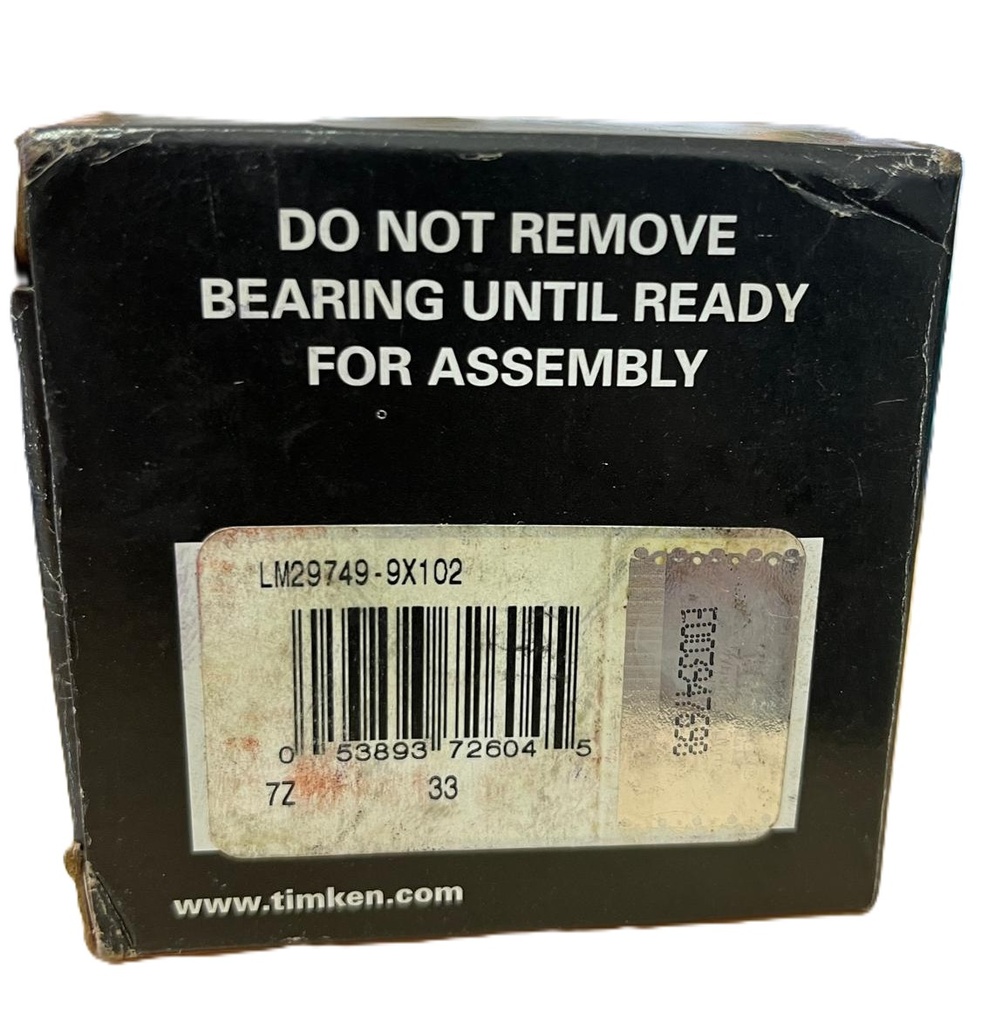 DO NOT REMOVE
BEARING UNTIL READY
FOR ASSEMBLY
LM29749-9X102
0 53893 72604 5
7Z 33
www.timken.com